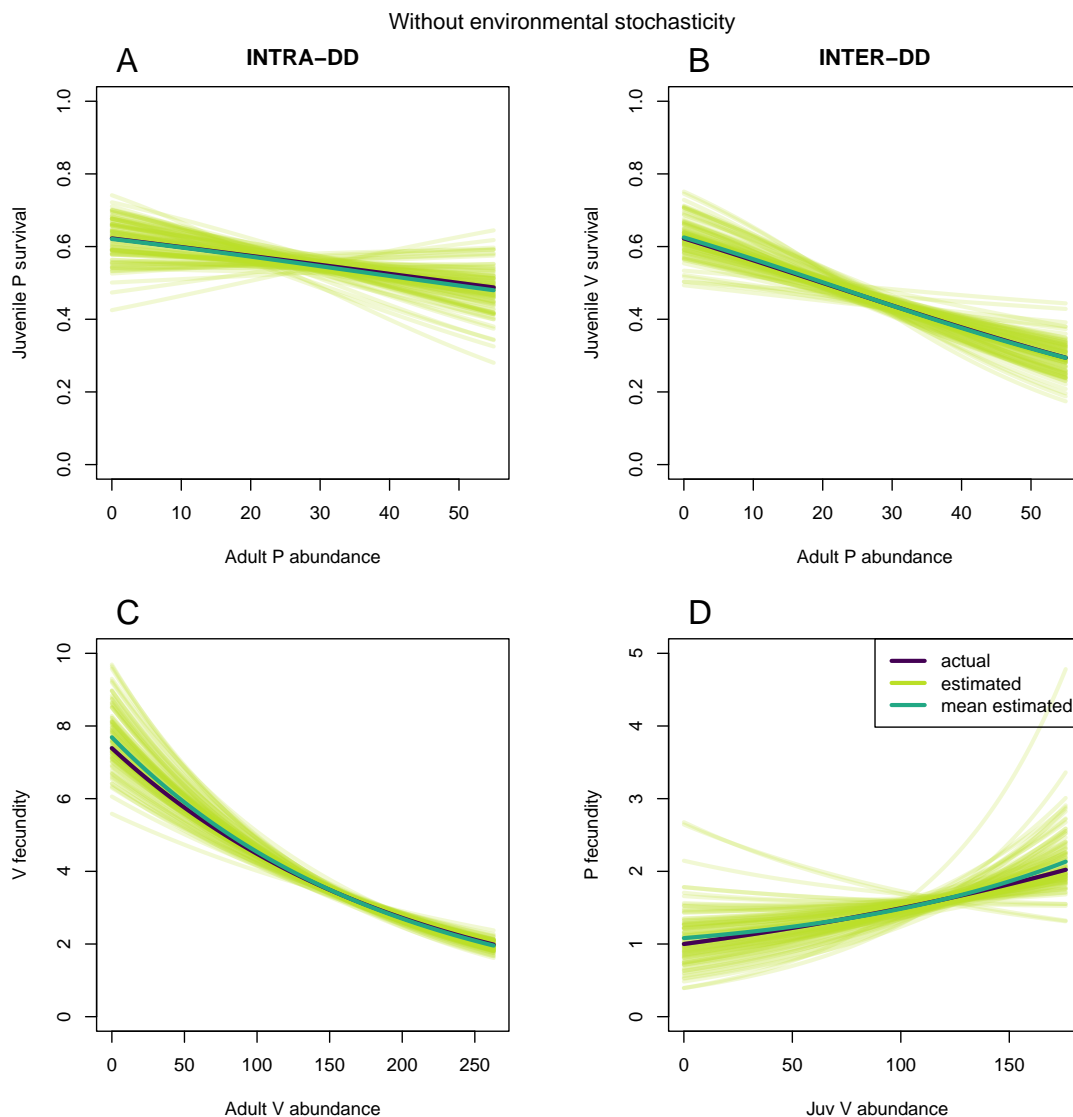 Without environmental stochasticity
A
INTRA−DD
Juvenile P survival
1.0
0.8
0.6
0.4
0.2
0.0
0 10 20 30 40 50
Adult P abundance
B
INTER−DD
Juvenile V survival
1.0
0.8
0.6
0.4
0.2
0.0
0 10 20 30 40 50
Adult P abundance
C
V fecundity
10
8
6
4
2
0
0 50 100 150 200 250
Adult V abundance
D
P fecundity
5
4
3
2
1
0
actual
estimated
mean estimated
0 50 100 150
Juv V abundance